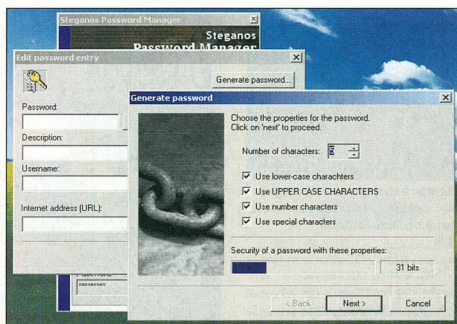 Steganos Password Manager
Steganos
Password Manager
Edit password entry
Generate password...
Password:
Description:
Username:
Internet address (URL):
Generate password
Choose the properties for the password.
Click on 'next' to proceed.
Number of characters:
Use lower-case charachters
Use UPPER CASE CHARACTERS
Use number characters
Use special characters
Security of a password with these properties:
31 bits
< Back
Next >
Cancel